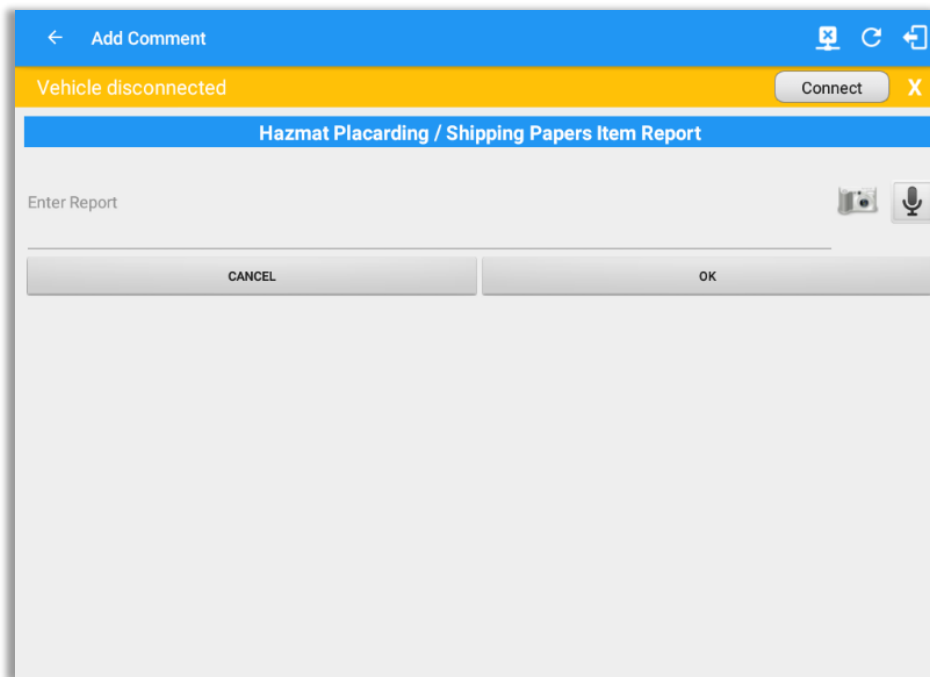 Add Comment
Vehicle disconnected Connect X
Hazmat Placarding / Shipping Papers Item Report
Enter Report
CANCEL OK